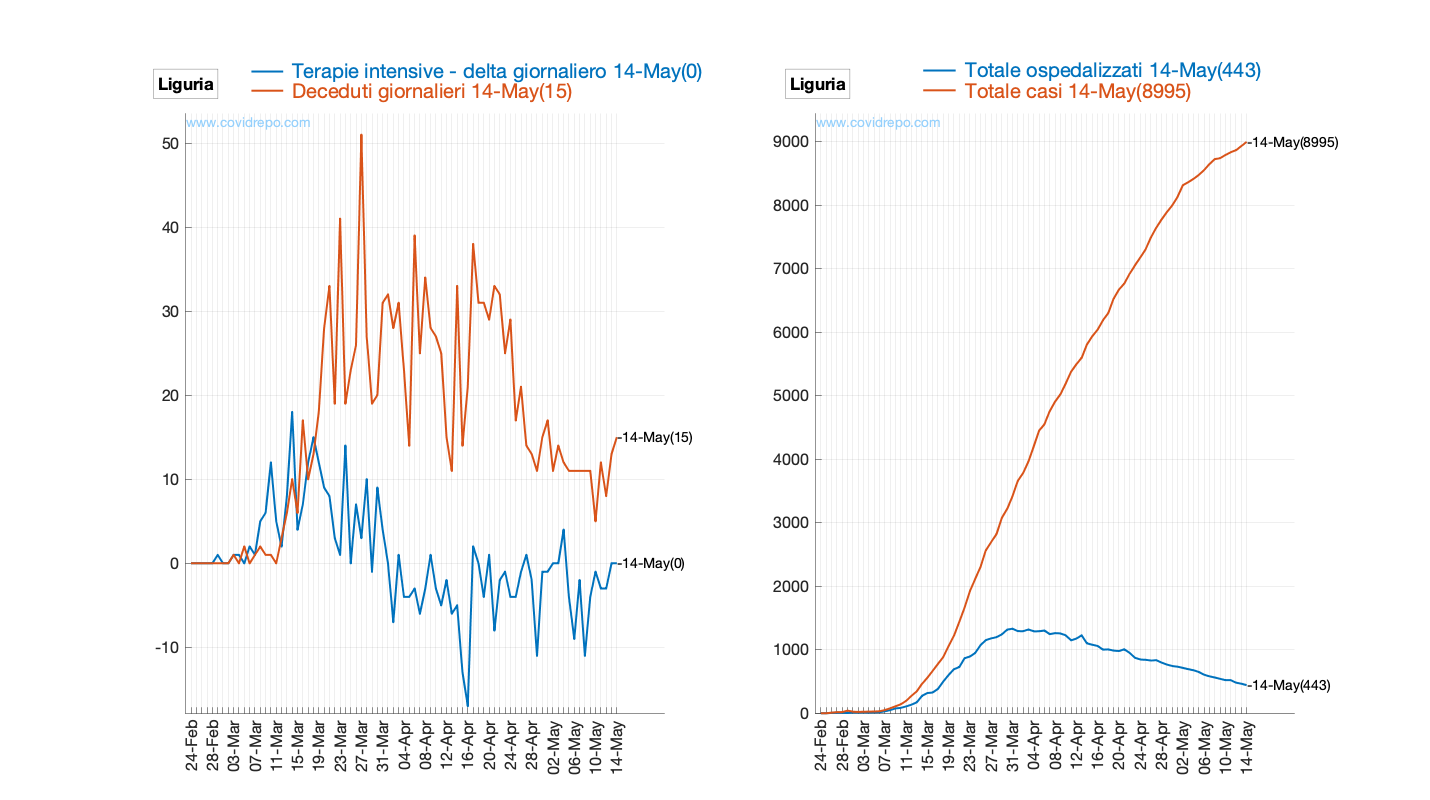 Liguria
Terapie intensive - delta giornaliero 14-May(0)
Deceduti giornalieri 14-May(15)
www.covidrepo.com
50
40
30
20
10
0
-10
-14-May(15)
-14-May(0)
24-Feb
28-Feb
03-Mar
07-Mar
11-Mar
15-Mar
19-Mar
23-Mar
27-Mar
31-Mar
04-Apr
08-Apr
12-Apr
16-Apr
20-Apr
24-Apr
28-Apr
02-May
06-May
10-May
14-May
Liguria
Totale ospedalizzati 14-May(443)
Totale casi 14-May(8995)
www.covidrepo.com
9000
8000
7000
6000
5000
4000
3000
2000
1000
0
-14-May(8995)
-14-May(443)
24-Feb
28-Feb
03-Mar
07-Mar
11-Mar
15-Mar
19-Mar
23-Mar
27-Mar
31-Mar
04-Apr
08-Apr
12-Apr
16-Apr
20-Apr
24-Apr
28-Apr
02-May
06-May
10-May
14-May